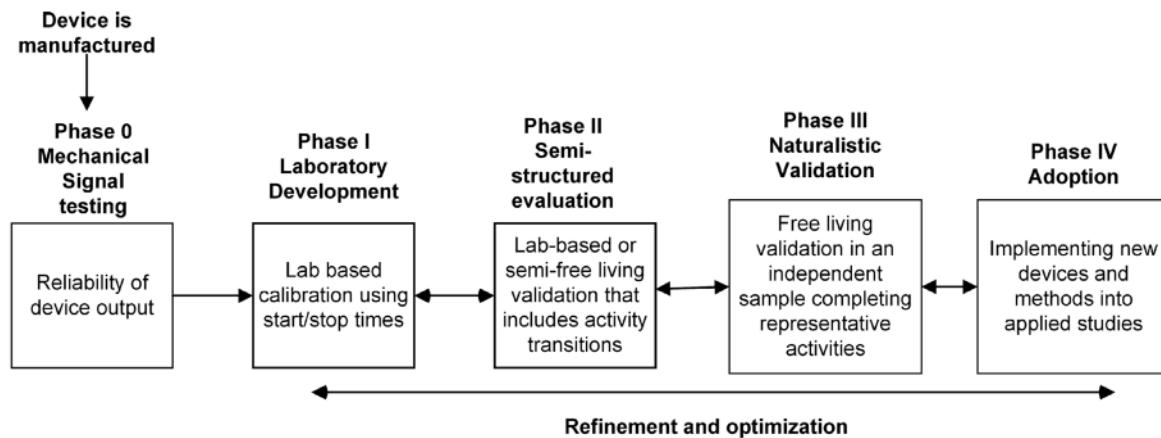 Device is
manufactured
Phase 0
Mechanical
Signal
testing
Reliability of
device output
Phase I
Laboratory
Development
Lab based
calibration using
start/stop times
Phase II
Semi-
structured
evaluation
Lab-based or
semi-free living
validation that
includes activity
transitions
Phase III
Naturalistic
Validation
Free living
validation in an
independent
sample completing
representative
activities
Phase IV
Adoption
Implementing new
devices and
methods into
applied studies
Refinement and optimization